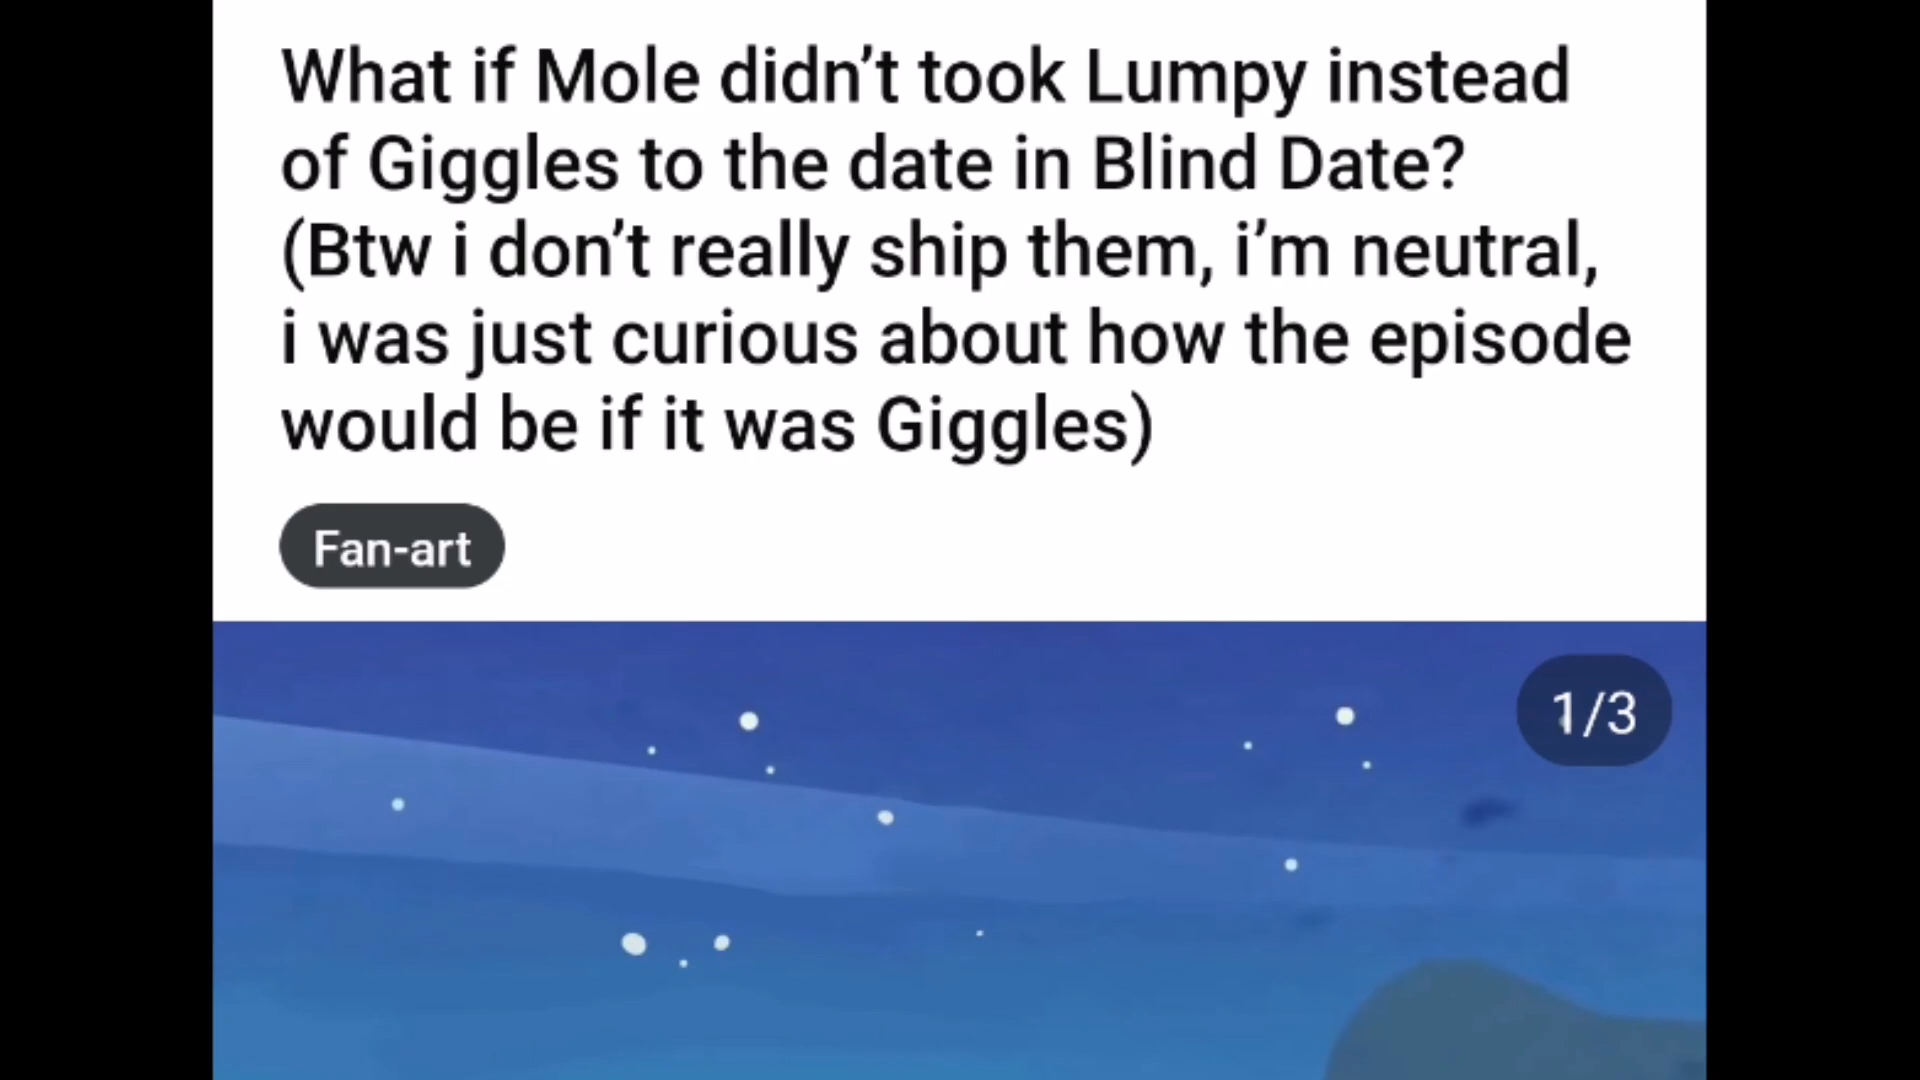 What if Mole didn’t took Lumpy instead
of Giggles to the date in Blind Date?
(Btw i don’t really ship them, i’m neutral,
i was just curious about how the episode
would be if it was Giggles)
Fan-art
1/3